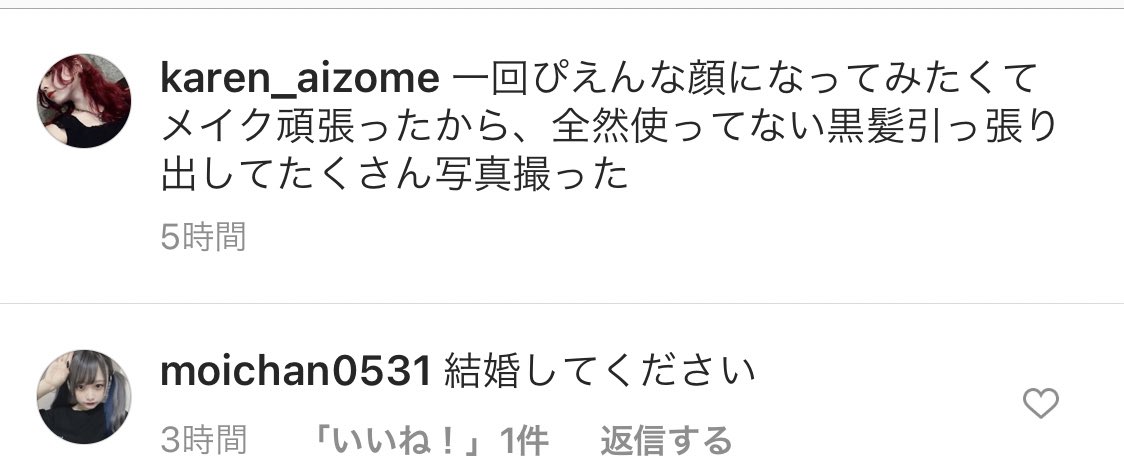 karen_aizome 一回ぴえんな顔になってみたくて
メイク頑張ったから、全然使ってない黒髪引っ張り
出してたくさん写真撮った
5時間
moichan0531 結婚してください
3時間 「いいね！」1件 返信する